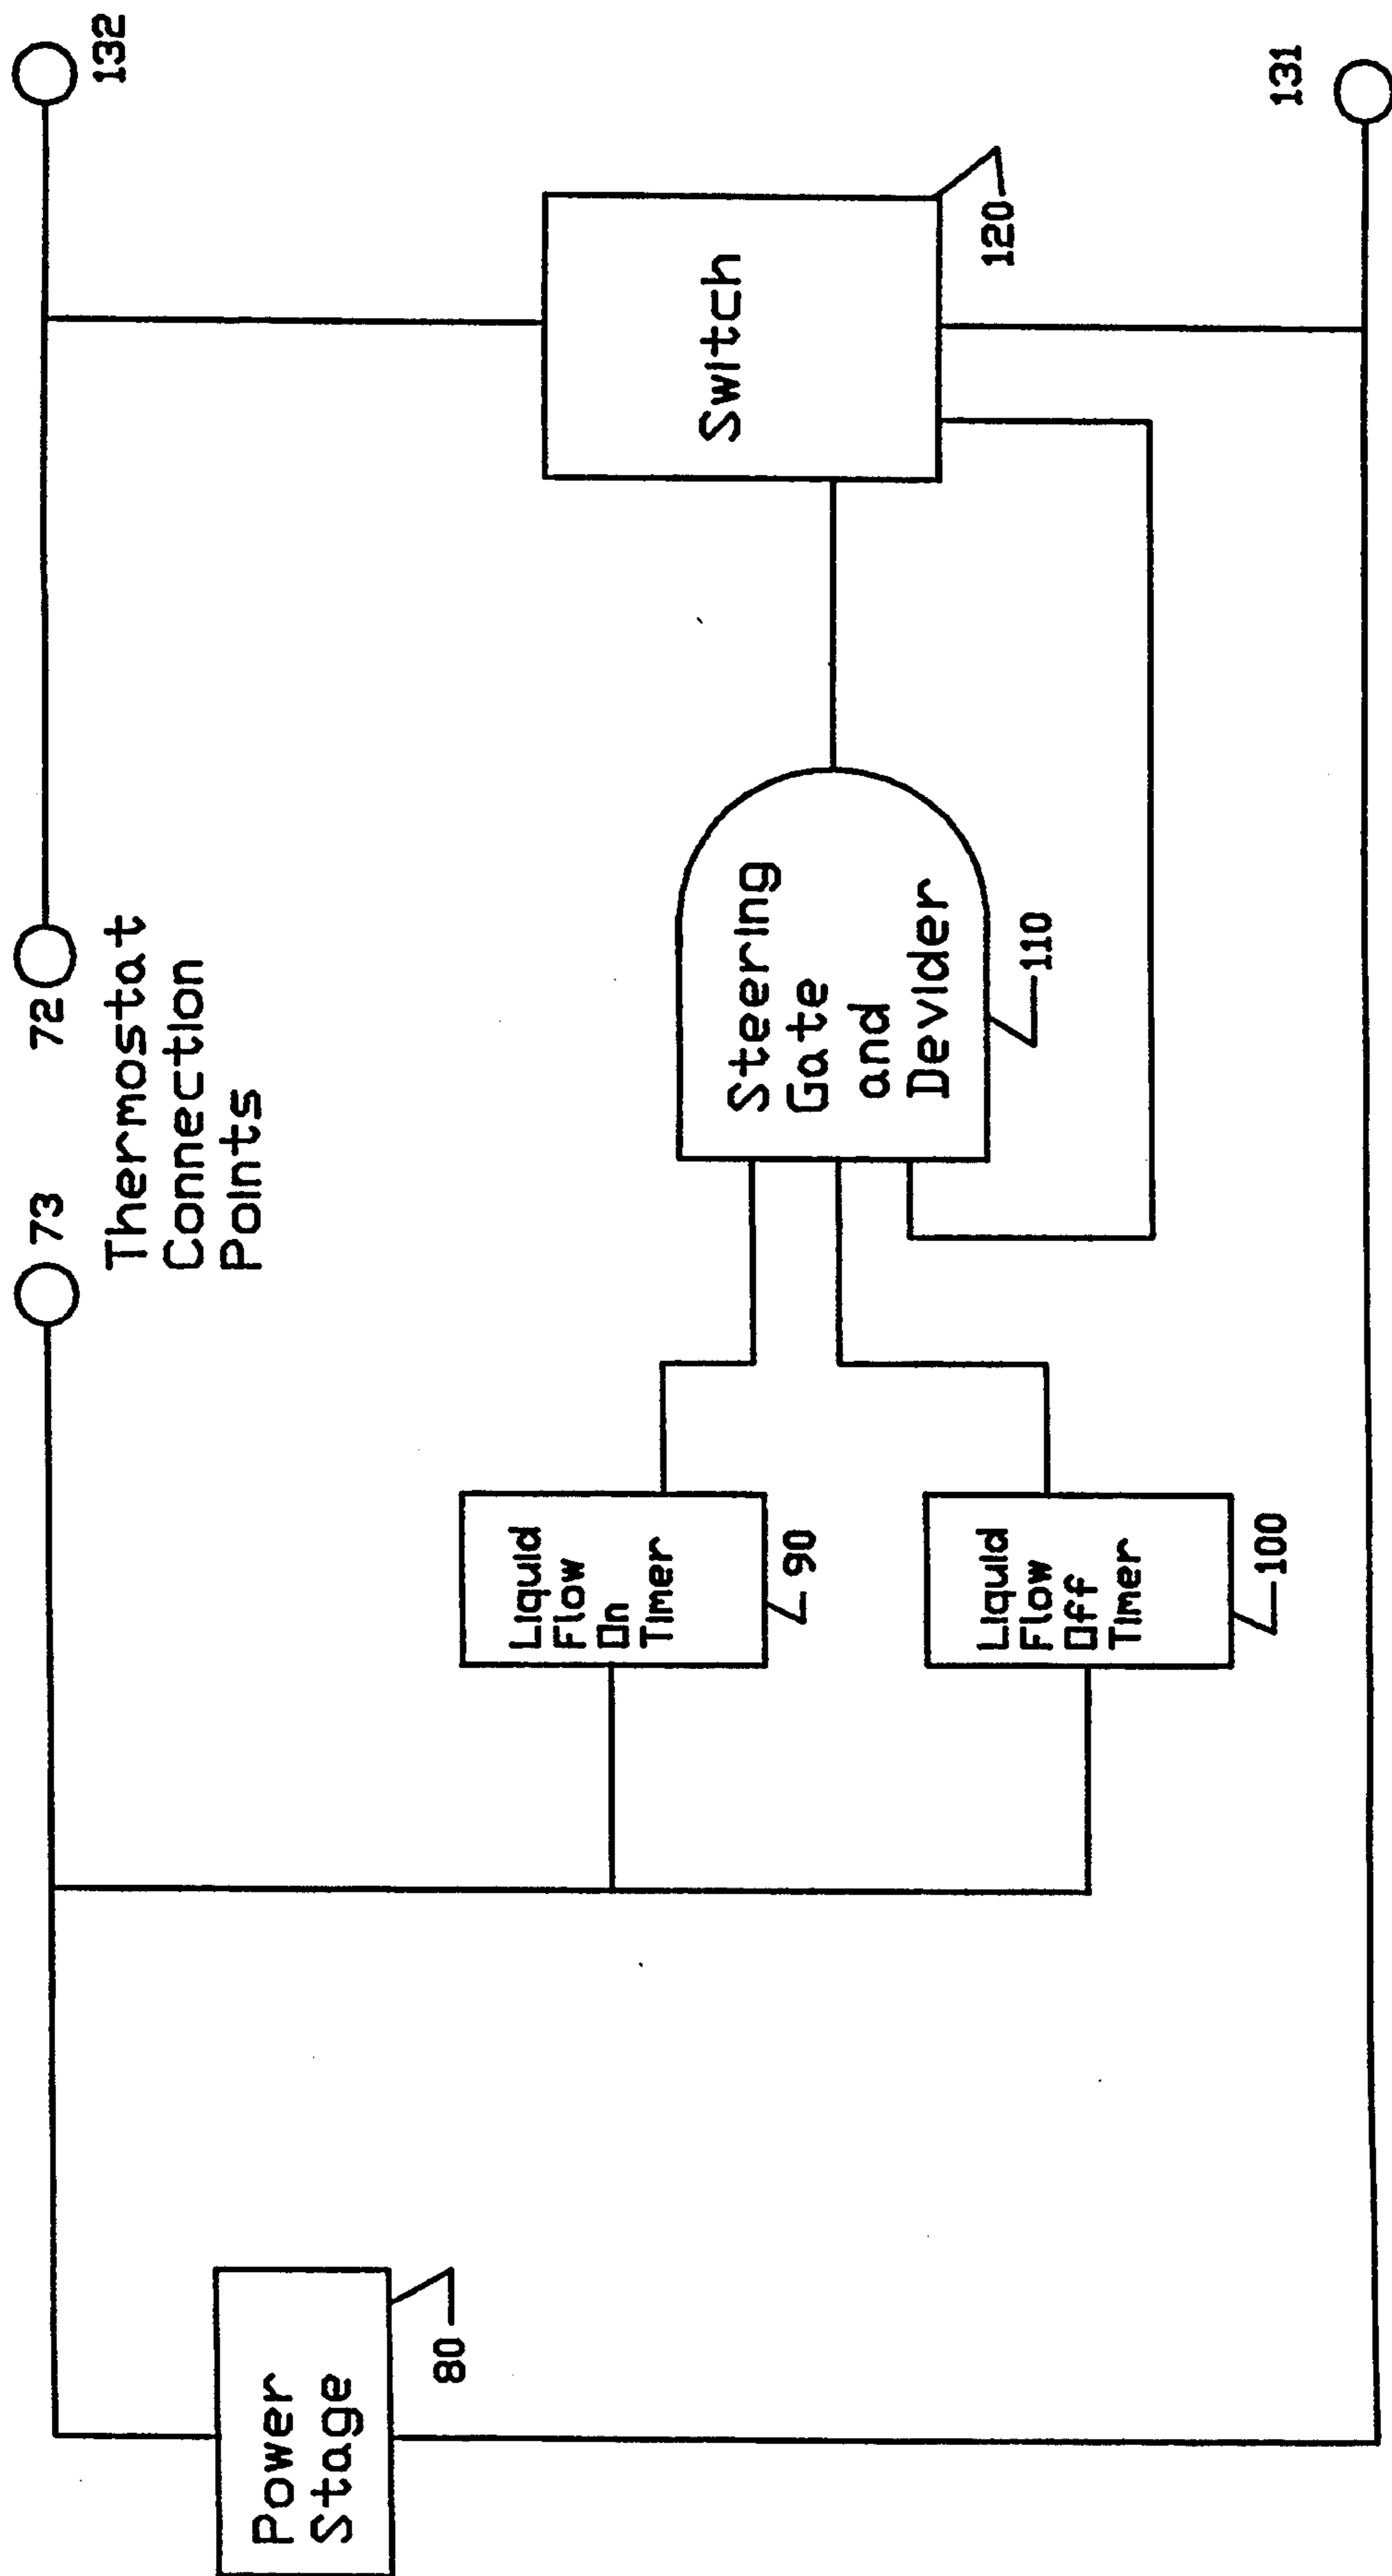 73
72
132
Thermostat
Connection
Points
Power
Stage
80
Liquid
Flow
On
Timer
90
Liquid
Flow
Off
Timer
100
Steering
Gate
and
Devider
110
Switch
120
131